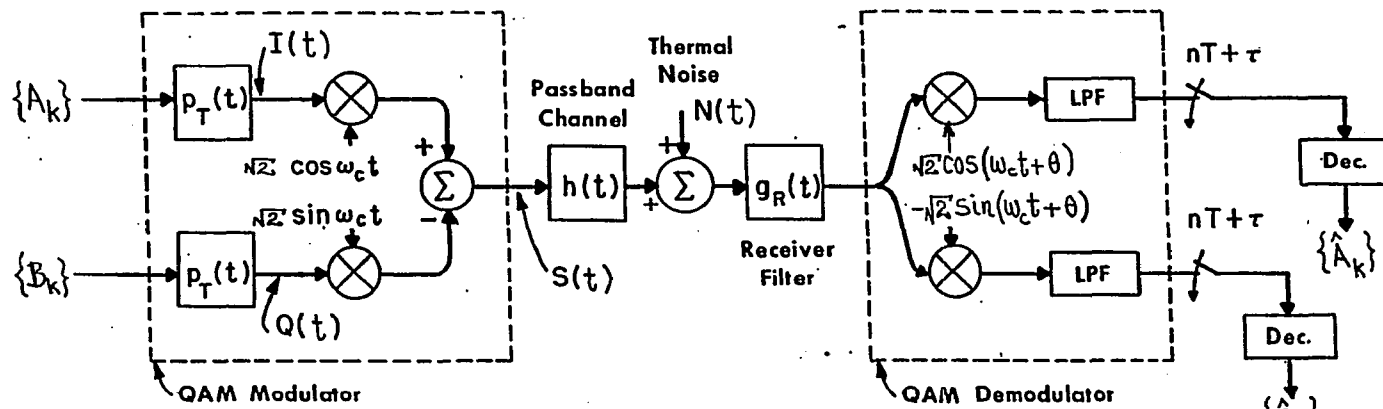 {A_k}
p_T(t)
I(t)
√2 cos ω_c t
+
Σ
-
√2 sin ω_c t
{B_k}
p_T(t)
Q(t)
QAM Modulator
S(t)
Passband
Channel
h(t)
Thermal
Noise
N(t)
+
Σ
+
g_R(t)
Receiver
Filter
√2 cos(ω_c t + θ)
-√2 sin(ω_c t + θ)
LPF
LPF
QAM Demodulator
nT + τ
Dec.
{Â_k}
nT + τ
Dec.